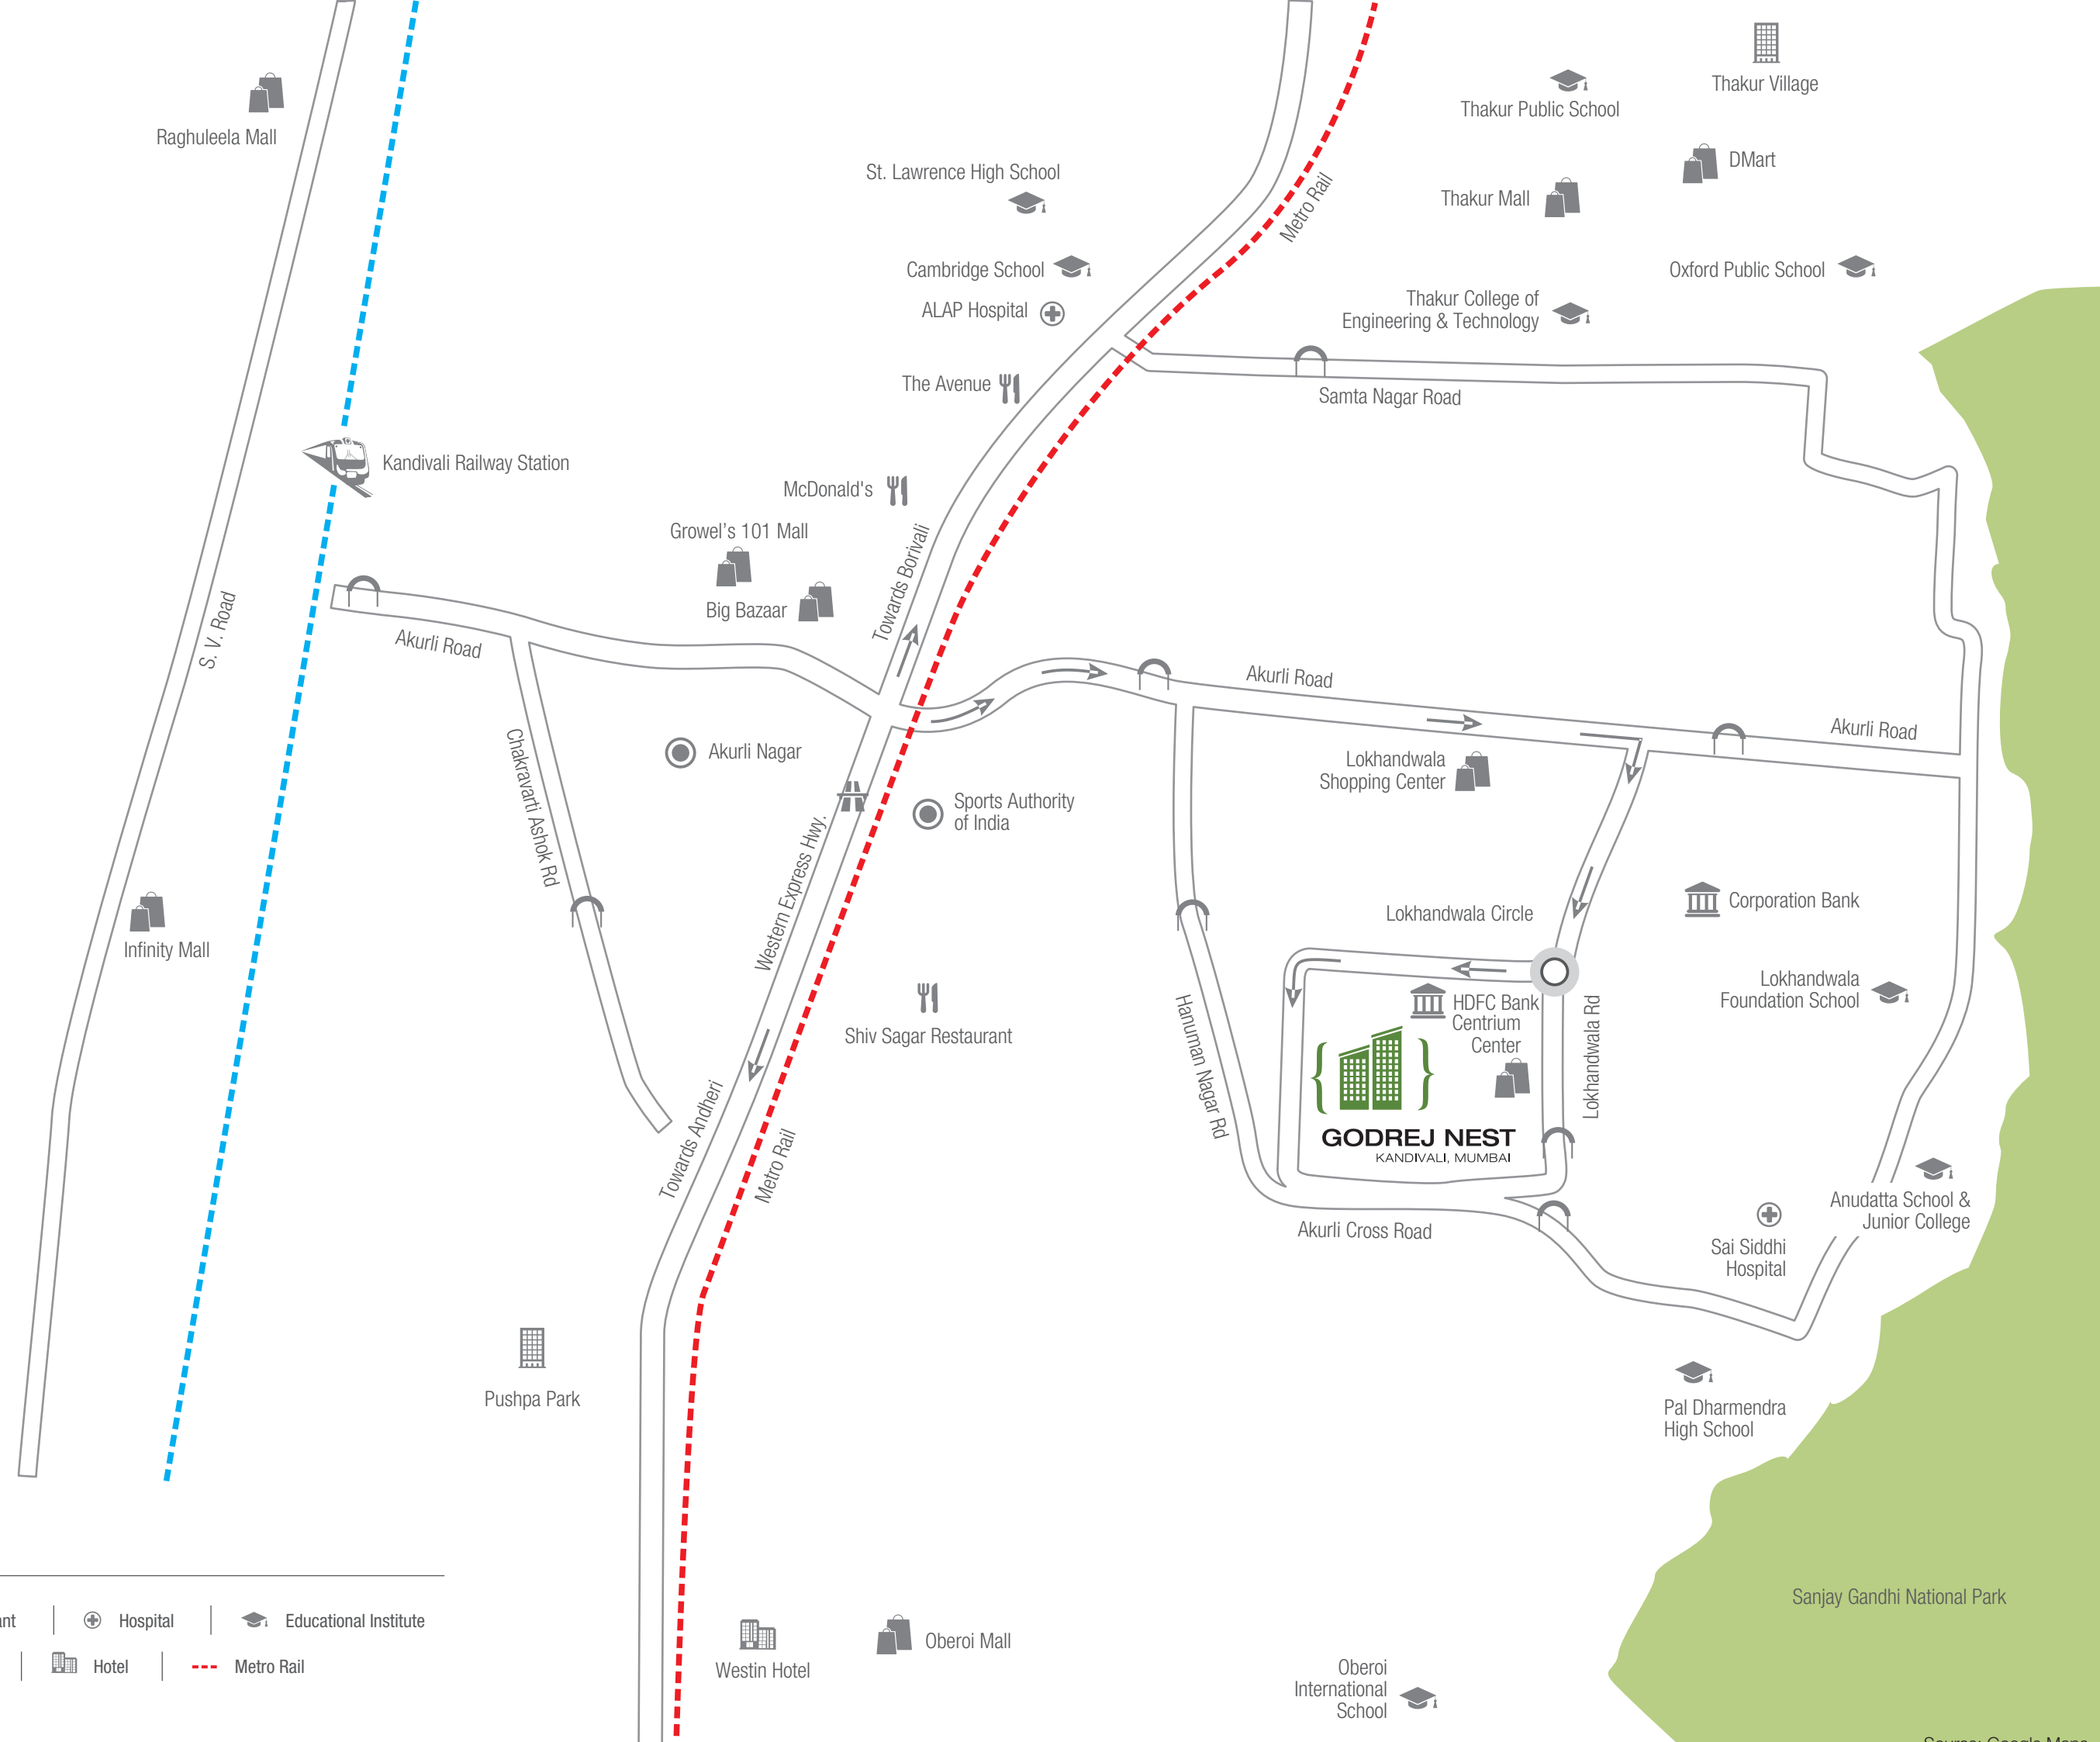 Thakur Village
Thakur Public School
Raghuleela Mall
DMart
St. Lawrence High School
Thakur Mall
Metro Rail
Cambridge School
Oxford Public School
ALAP Hospital
Thakur College of
Engineering & Technology
The Avenue
Samta Nagar Road
Kandivali Railway Station
McDonald's
Growel's 101 Mall
Towards Borivali
Big Bazaar
S. V. Road
Akurli Road
Akurli Road
Akurli Road
Chakravarti Ashok Rd
Akurli Nagar
Lokhandwala
Shopping Center
Sports Authority
of India
Western Express Hwy.
Corporation Bank
Lokhandwala Circle
Infinity Mall
Lokhandwala
Foundation School
HDFC Bank
Centrium
Center
Lokhandwala Rd
Shiv Sagar Restaurant
Hanuman Nagar Rd
GODREJ NEST
KANDIVALI, MUMBAI
Towards Andheri
Metro Rail
Anudatta School &
Junior College
Akurli Cross Road
Sai Siddhi
Hospital
Pushpa Park
Pal Dharmendra
High School
Sanjay Gandhi National Park
Hospital
Educational Institute
Hotel
Metro Rail
Westin Hotel
Oberoi Mall
Oberoi
International
School